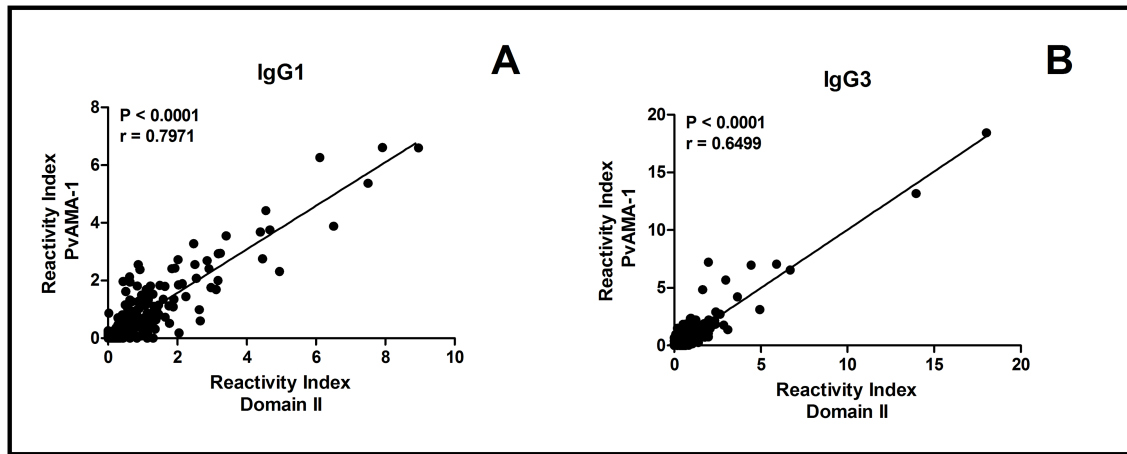 A
IgG1
P < 0.0001
r = 0.7971
8
6
4
2
0
Reactivity Index
PvAMA-1
0 2 4 6 8 10
Reactivity Index
Domain II
B
IgG3
P < 0.0001
r = 0.6499
20
15
10
5
0
Reactivity Index
PvAMA-1
0 5 10 15 20
Reactivity Index
Domain II